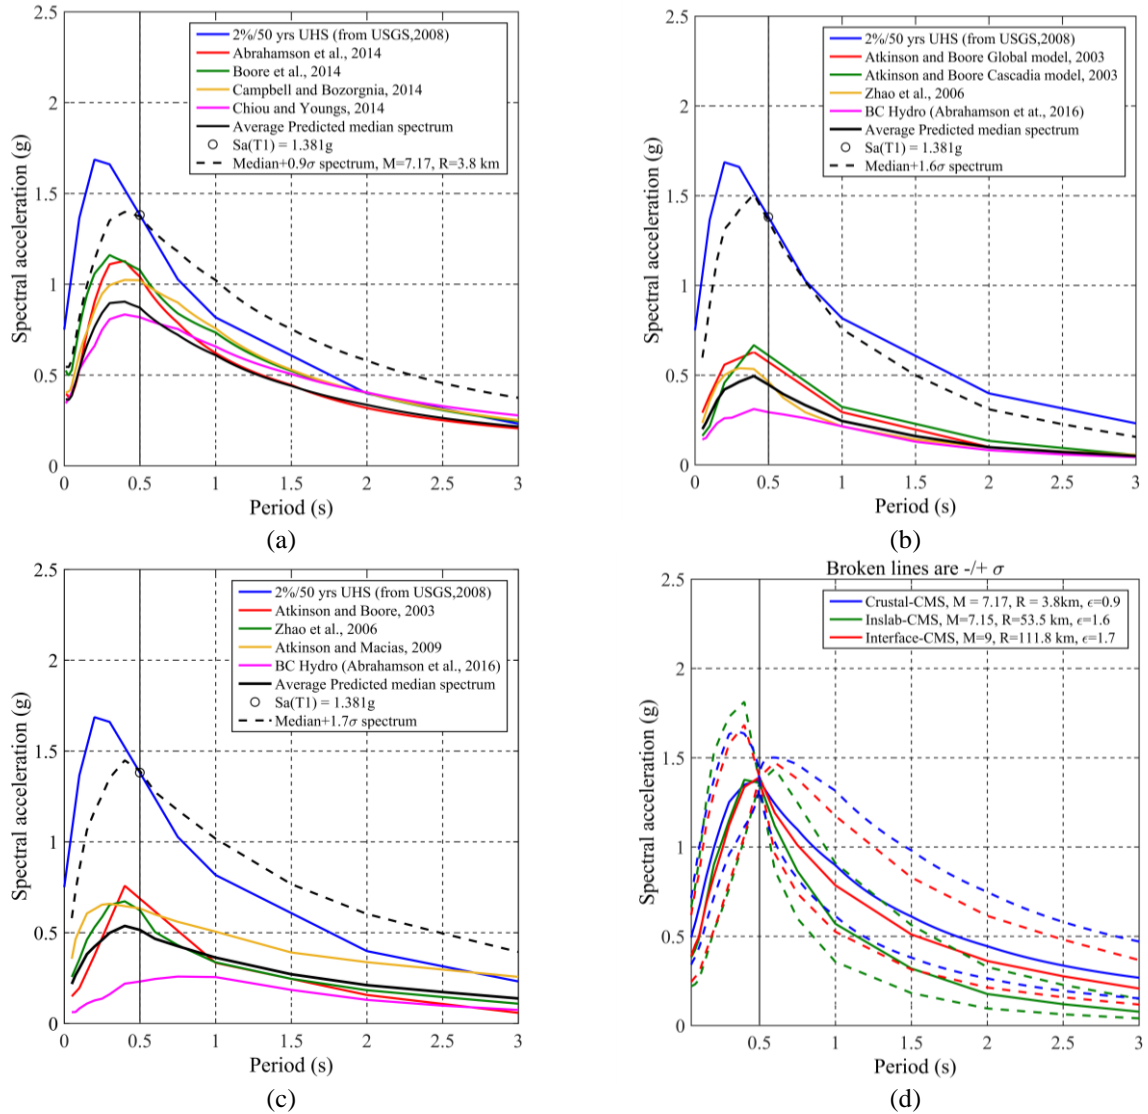 2.5
2
1.5
1
0.5
0
Spectral acceleration (g)
2%/50 yrs UHS (from USGS,2008)
Abrahamson et al., 2014
Boore et al., 2014
Campbell and Bozorgnia, 2014
Chiou and Youngs, 2014
Average Predicted median spectrum
Sa(T1) = 1.381g
Median+0.9σ spectrum, M=7.17, R=3.8 km
0 0.5 1 1.5 2 2.5 3
Period (s)
(a)
2.5
2
1.5
1
0.5
0
Spectral acceleration (g)
2%/50 yrs UHS (from USGS,2008)
Atkinson and Boore Global model, 2003
Atkinson and Boore Cascadia model, 2003
Zhao et al., 2006
BC Hydro (Abrahamson et at., 2016)
Average Predicted median spectrum
Sa(T1) = 1.381g
Median+1.6σ spectrum
0 0.5 1 1.5 2 2.5 3
Period (s)
(b)
2.5
2
1.5
1
0.5
0
Spectral acceleration (g)
2%/50 yrs UHS (from USGS,2008)
Atkinson and Boore, 2003
Zhao et al., 2006
Atkinson and Macias, 2009
BC Hydro (Abrahamson et al., 2016)
Average Predicted median spectrum
Sa(T1) = 1.381g
Median+1.7σ spectrum
0 0.5 1 1.5 2 2.5 3
Period (s)
(c)
Broken lines are -/+ σ
2.5
2
1.5
1
0.5
0
Spectral acceleration (g)
Crustal-CMS, M = 7.17, R = 3.8km, ϵ=0.9
Inslab-CMS, M=7.15, R=53.5 km, ϵ=1.6
Interface-CMS, M=9, R=111.8 km, ϵ=1.7
0.5 1 1.5 2 2.5 3
Period (s)
(d)